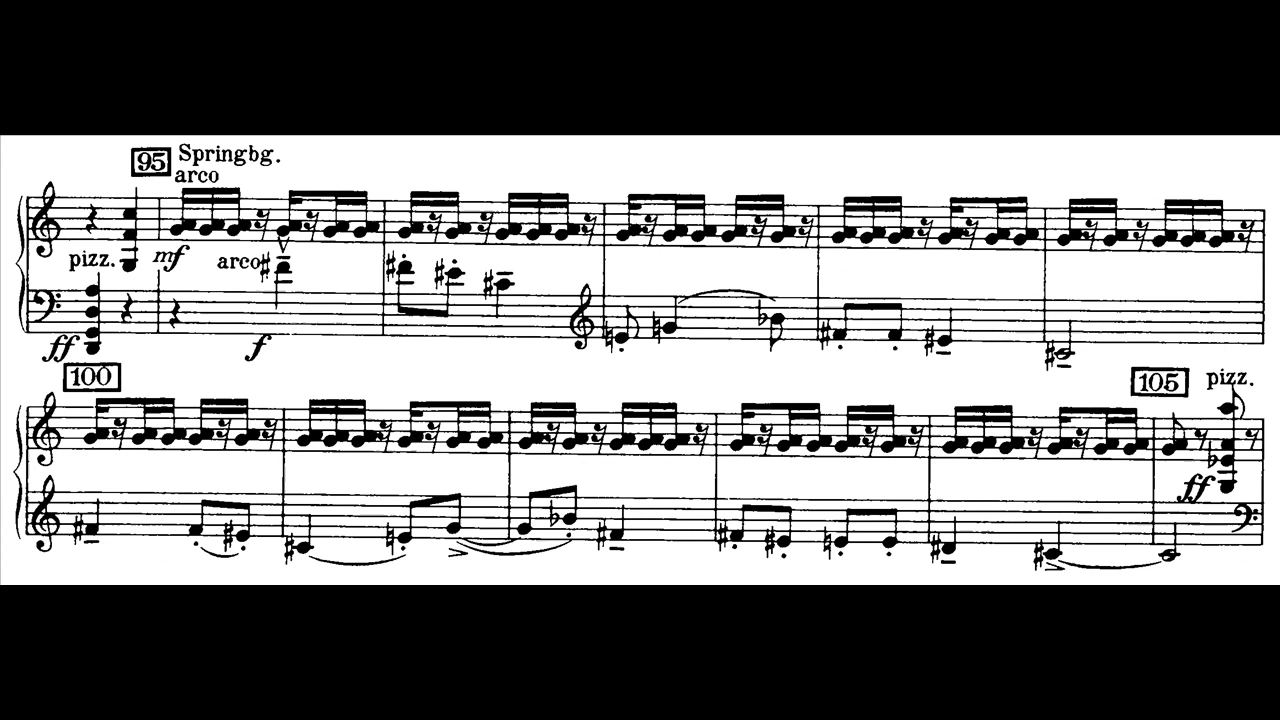 95 Springbg.
arco
pizz. mf arco
ff f
100
105 pizz.
ff